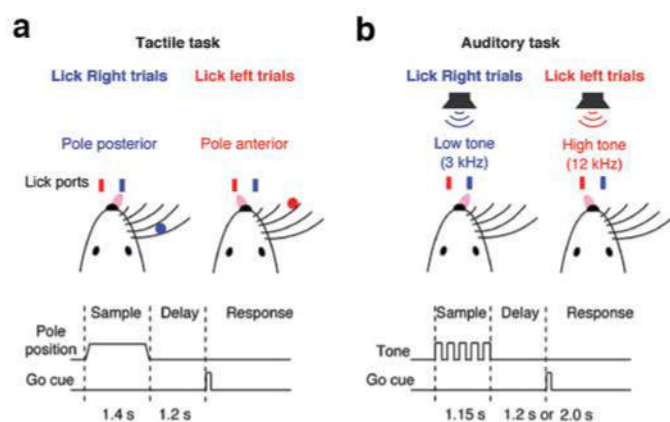 a
Tactile task
Lick Right trials Lick left trials
Pole posterior Pole anterior
Lick ports
Sample Delay Response
Pole
position
Go cue
1.4 s 1.2 s
b
Auditory task
Lick Right trials Lick left trials
Low tone
(3 kHz)
High tone
(12 kHz)
Sample Delay Response
Tone
Go cue
1.15 s 1.2 s or 2.0 s